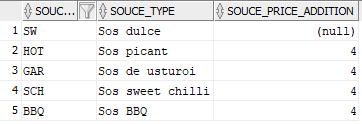 SOUC... SOUCE_TYPE SOUCE_PRICE_ADDITION
1 SW Sos dulce (null)
2 HOT Sos picant 4
3 GAR Sos de usturoi 4
4 SCH Sos sweet chilli 4
5 BBQ Sos BBQ 4